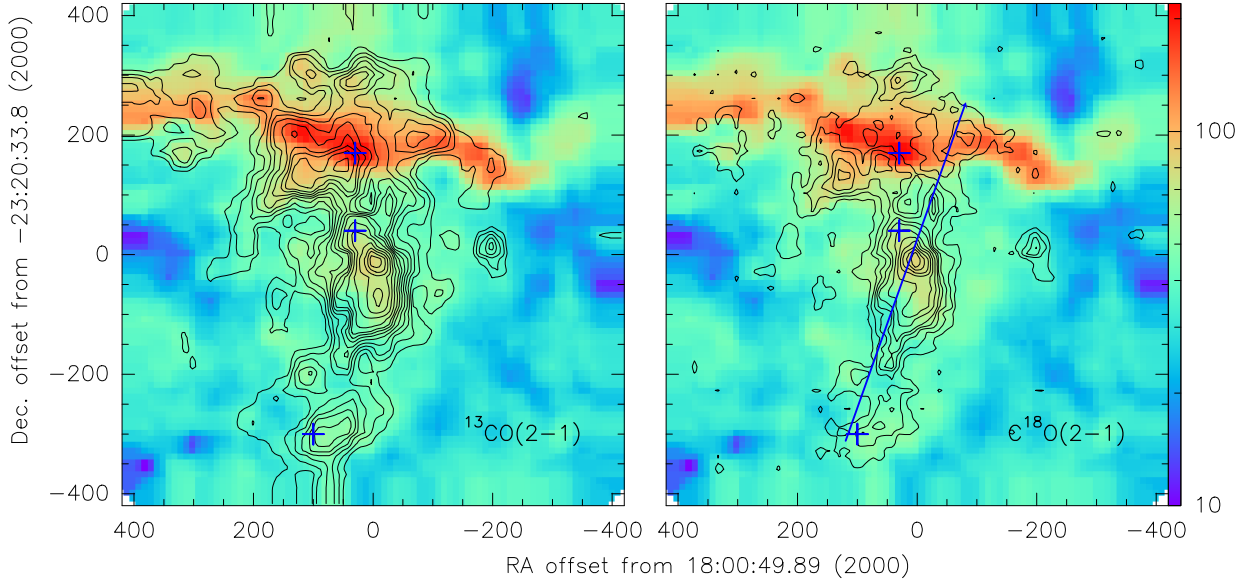 400
200
0
−200
−400
Dec. offset from −23:20:33.8 (2000)
¹³CO(2−1)
C¹⁸O(2−1)
100
10
400 200 0 −200 −400 400 200 0 −200 −400
RA offset from 18:00:49.89 (2000)